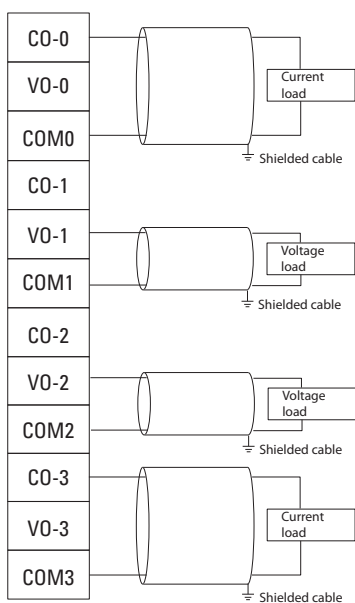 CO-0
VO-0
Current
load
COM0
Shielded cable
CO-1
VO-1
Voltage
load
COM1
Shielded cable
CO-2
VO-2
Voltage
load
COM2
Shielded cable
CO-3
VO-3
Current
load
COM3
Shielded cable